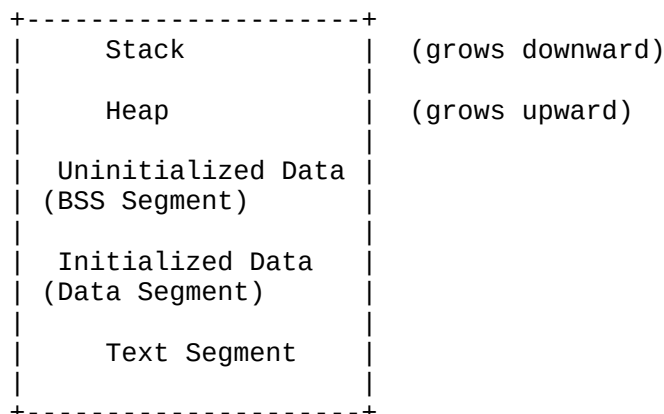 Stack (grows downward)
Heap (grows upward)
Uninitialized Data
(BSS Segment)
Initialized Data
(Data Segment)
Text Segment